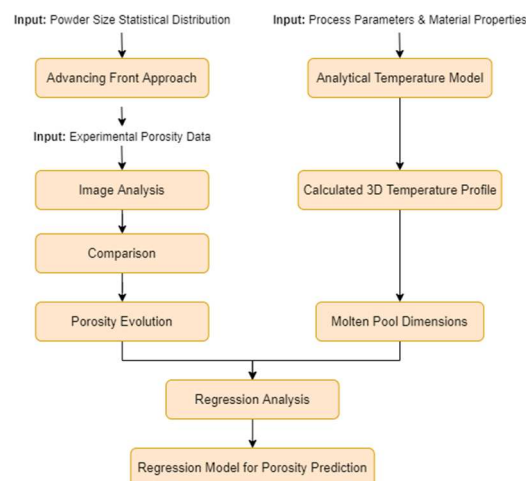 Input: Powder Size Statistical Distribution
Advancing Front Approach
Input: Experimental Porosity Data
Image Analysis
Comparison
Porosity Evolution
Input: Process Parameters & Material Properties
Analytical Temperature Model
Calculated 3D Temperature Profile
Molten Pool Dimensions
Regression Analysis
Regression Model for Porosity Prediction